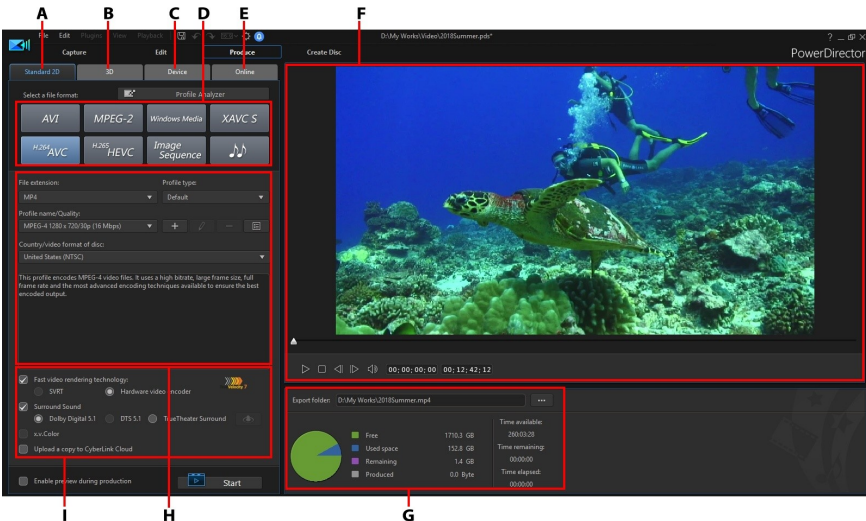 A B C D E F
File Edit Plugins View Playback
D:\My Works\Video\2018Summer.pds*
Capture Edit Produce Create Disc
PowerDirector
Standard 2D 3D Device Online
Select a file format: Profile Analyzer
AVI MPEG-2 Windows Media XAVC S
H.264 AVC H.265 HEVC Image Sequence
File extension: Profile type:
MP4 Default
Profile name/Quality:
MPEG-4 1280 x 720/30p (16 Mbps)
Country/video format of disc:
United States (NTSC)
This profile encodes MPEG-4 video files. It uses a high bitrate, large frame size, full
frame rate and the most advanced encoding techniques available to ensure the best
encoded output.
00;00;00;00 00;12;42;12
Fast video rendering technology:
SVRT Hardware video encoder
Surround Sound
Dolby Digital 5.1 DTS 5.1 TrueTheater Surround
x.v.Color
Upload a copy to CyberLink Cloud
Enable preview during production
Start
Export folder: D:\My Works\2018Summer.mp4
Free 1710.3 GB
Used space 152.8 GB
Remaining 1.4 GB
Produced 0.0 Byte
Time available:
260:03:28
Time remaining:
00:00:00
Time elapsed:
00:00:00
I H G